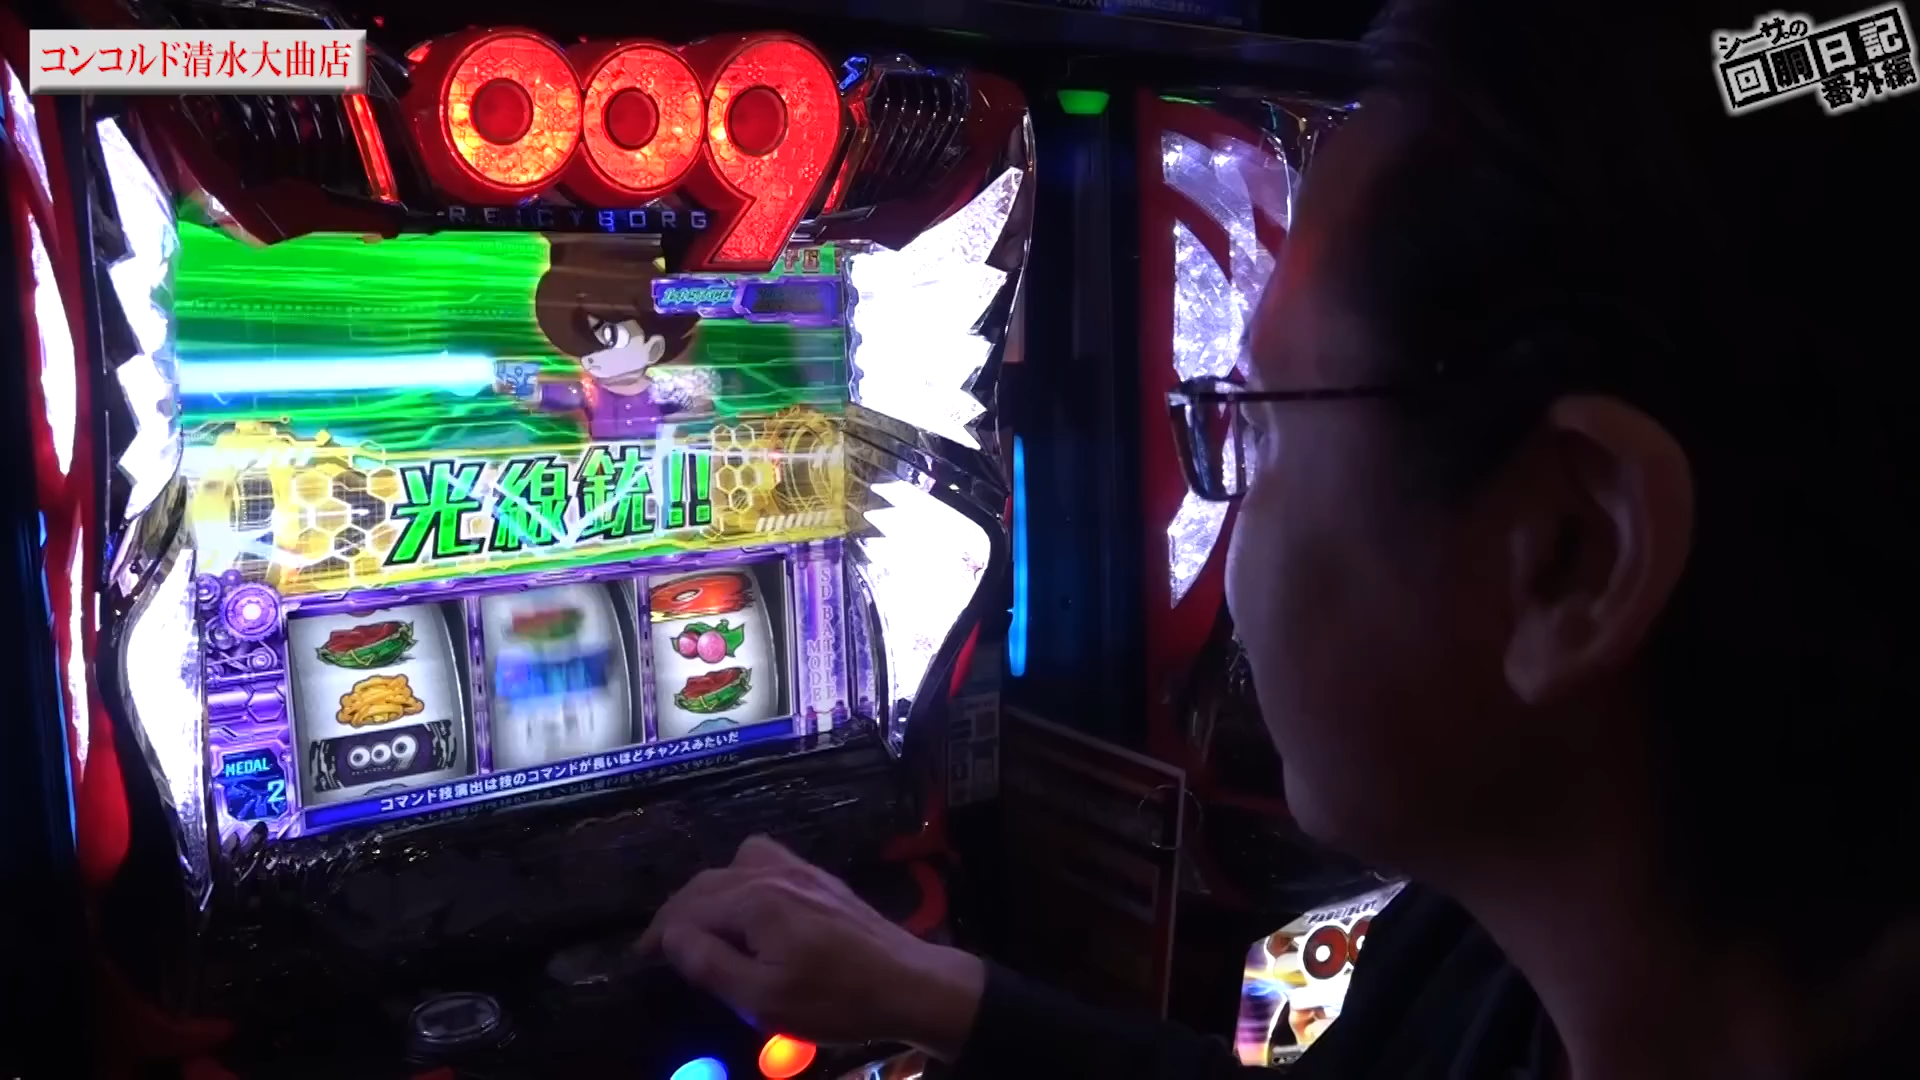 コンコルド清水大曲店
シーサ。の
回胴日記
番外編
009
RE:CYBORG
光線銃!!
SD BATTLE
MODE
009
MEDAL
2
コマンド技演出は技のコマンドが長いほどチャンスみたいだ
PACHISLOT